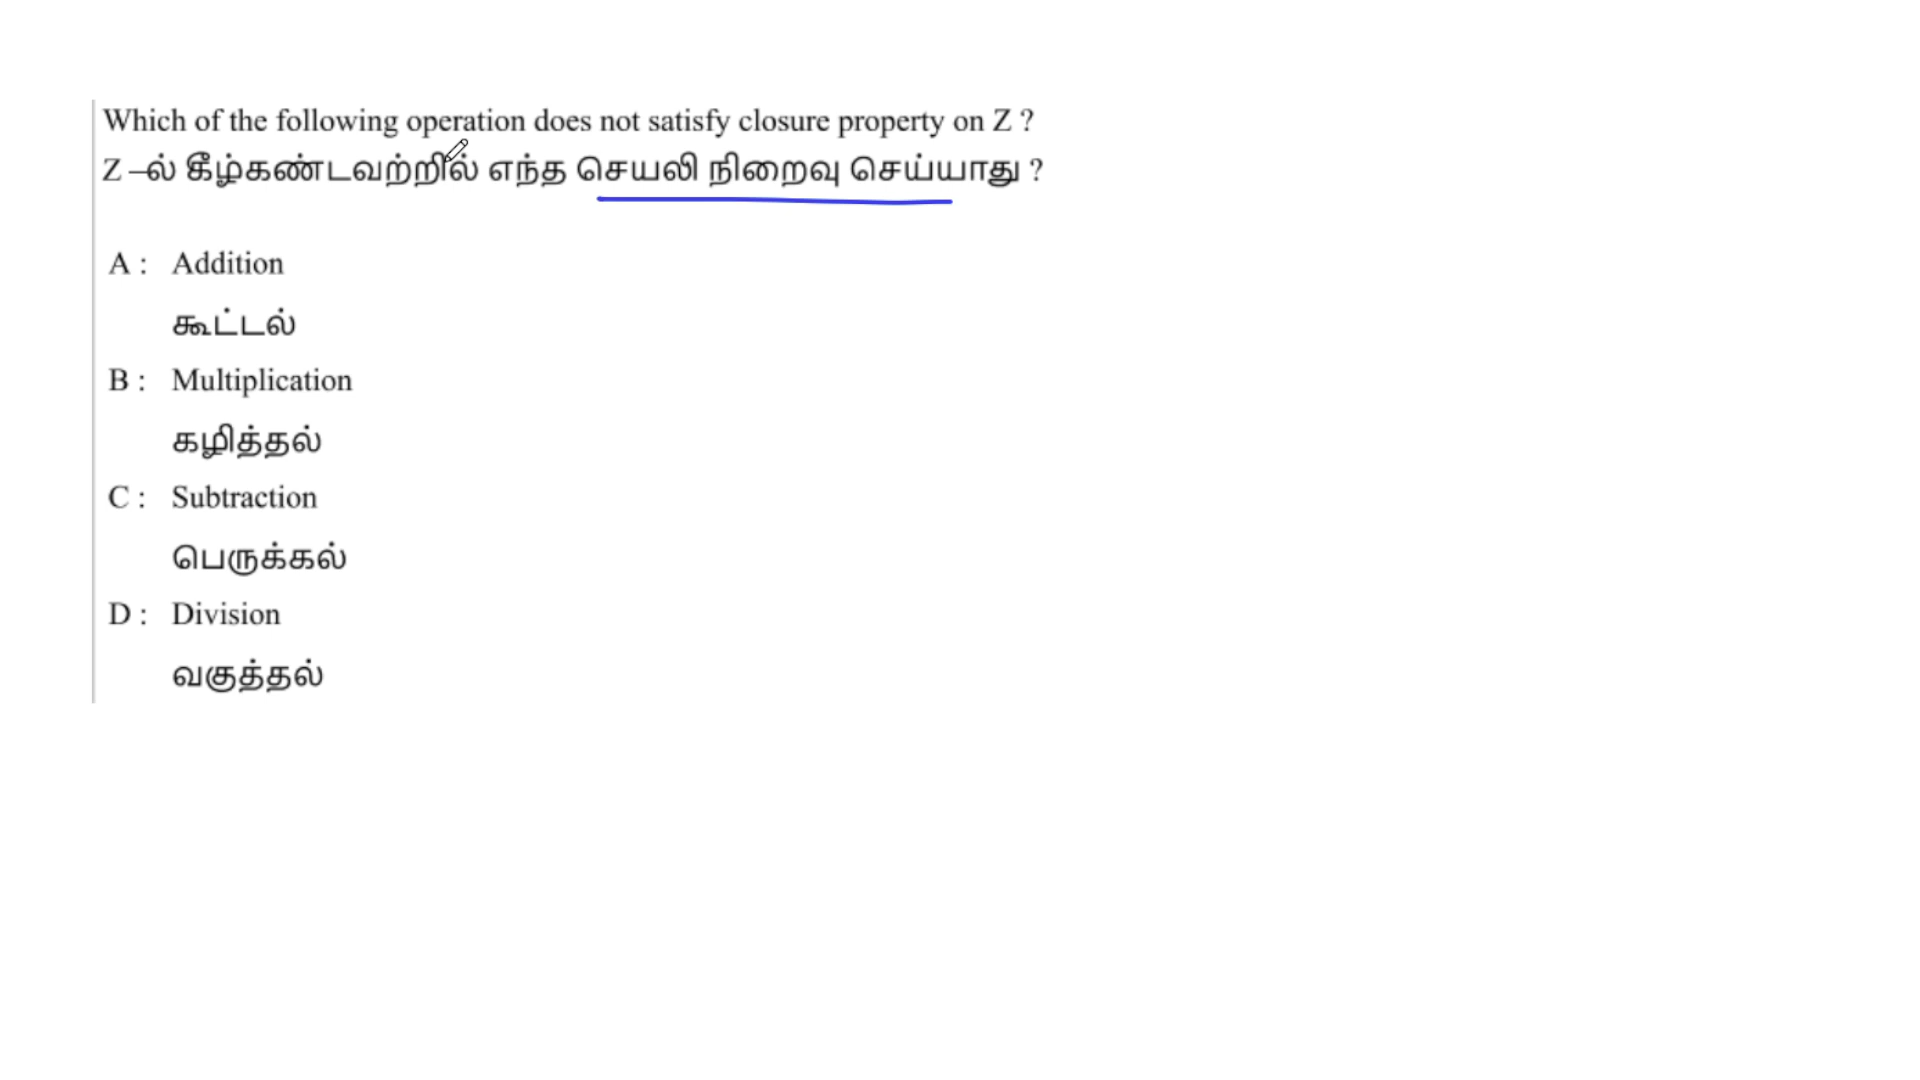 Which of the following operation does not satisfy closure property on Z ?
Z –ல் கீழ்கண்டவற்றில் எந்த செயலி நிறைவு செய்யாது ?
A : Addition
கூட்டல்
B : Multiplication
கழித்தல்
C : Subtraction
பெருக்கல்
D : Division
வகுத்தல்